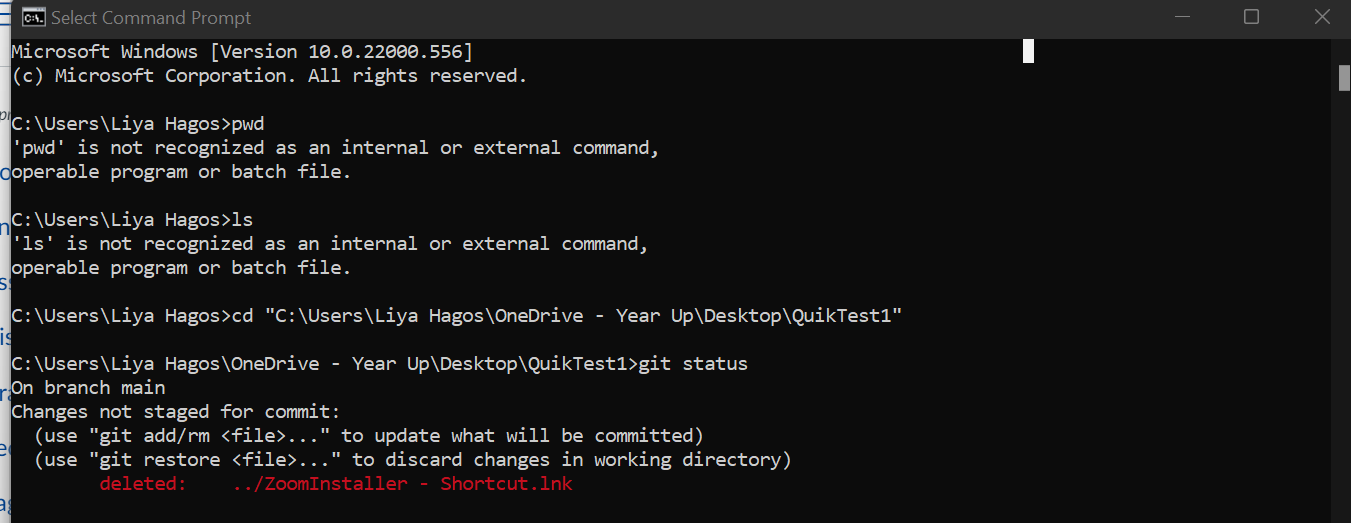 Select Command Prompt
Microsoft Windows [Version 10.0.22000.556]
(c) Microsoft Corporation. All rights reserved.
C:\Users\Liya Hagos>pwd
'pwd' is not recognized as an internal or external command,
operable program or batch file.
C:\Users\Liya Hagos>ls
'ls' is not recognized as an internal or external command,
operable program or batch file.
C:\Users\Liya Hagos>cd "C:\Users\Liya Hagos\OneDrive - Year Up\Desktop\QuikTest1"
C:\Users\Liya Hagos\OneDrive - Year Up\Desktop\QuikTest1>git status
On branch main
Changes not staged for commit:
  (use "git add/rm <file>..." to update what will be committed)
  (use "git restore <file>..." to discard changes in working directory)
        deleted:    ../ZoomInstaller - Shortcut.lnk